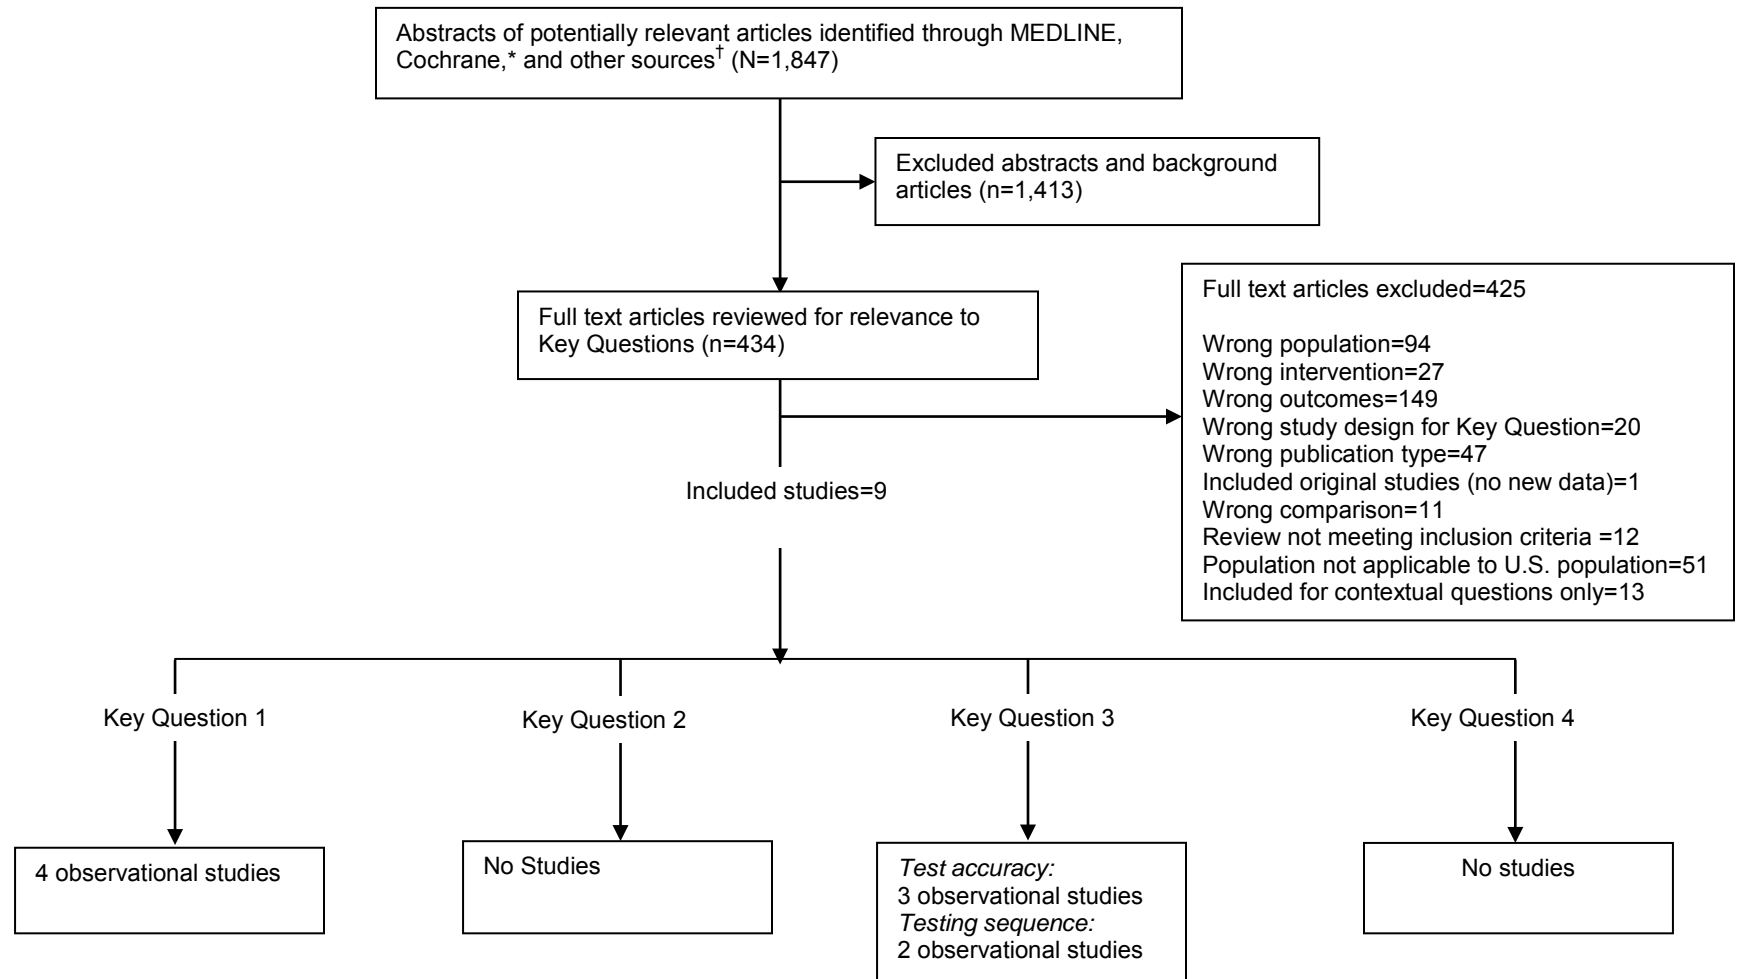 Abstracts of potentially relevant articles identified through MEDLINE,
Cochrane,* and other sources† (N=1,847)
Excluded abstracts and background
articles (n=1,413)
Full text articles reviewed for relevance to
Key Questions (n=434)
Full text articles excluded=425
Wrong population=94
Wrong intervention=27
Wrong outcomes=149
Wrong study design for Key Question=20
Wrong publication type=47
Included original studies (no new data)=1
Wrong comparison=11
Review not meeting inclusion criteria =12
Population not applicable to U.S. population=51
Included for contextual questions only=13
Included studies=9
Key Question 1
Key Question 2
Key Question 3
Key Question 4
4 observational studies
No Studies
Test accuracy:
3 observational studies
Testing sequence:
2 observational studies
No studies